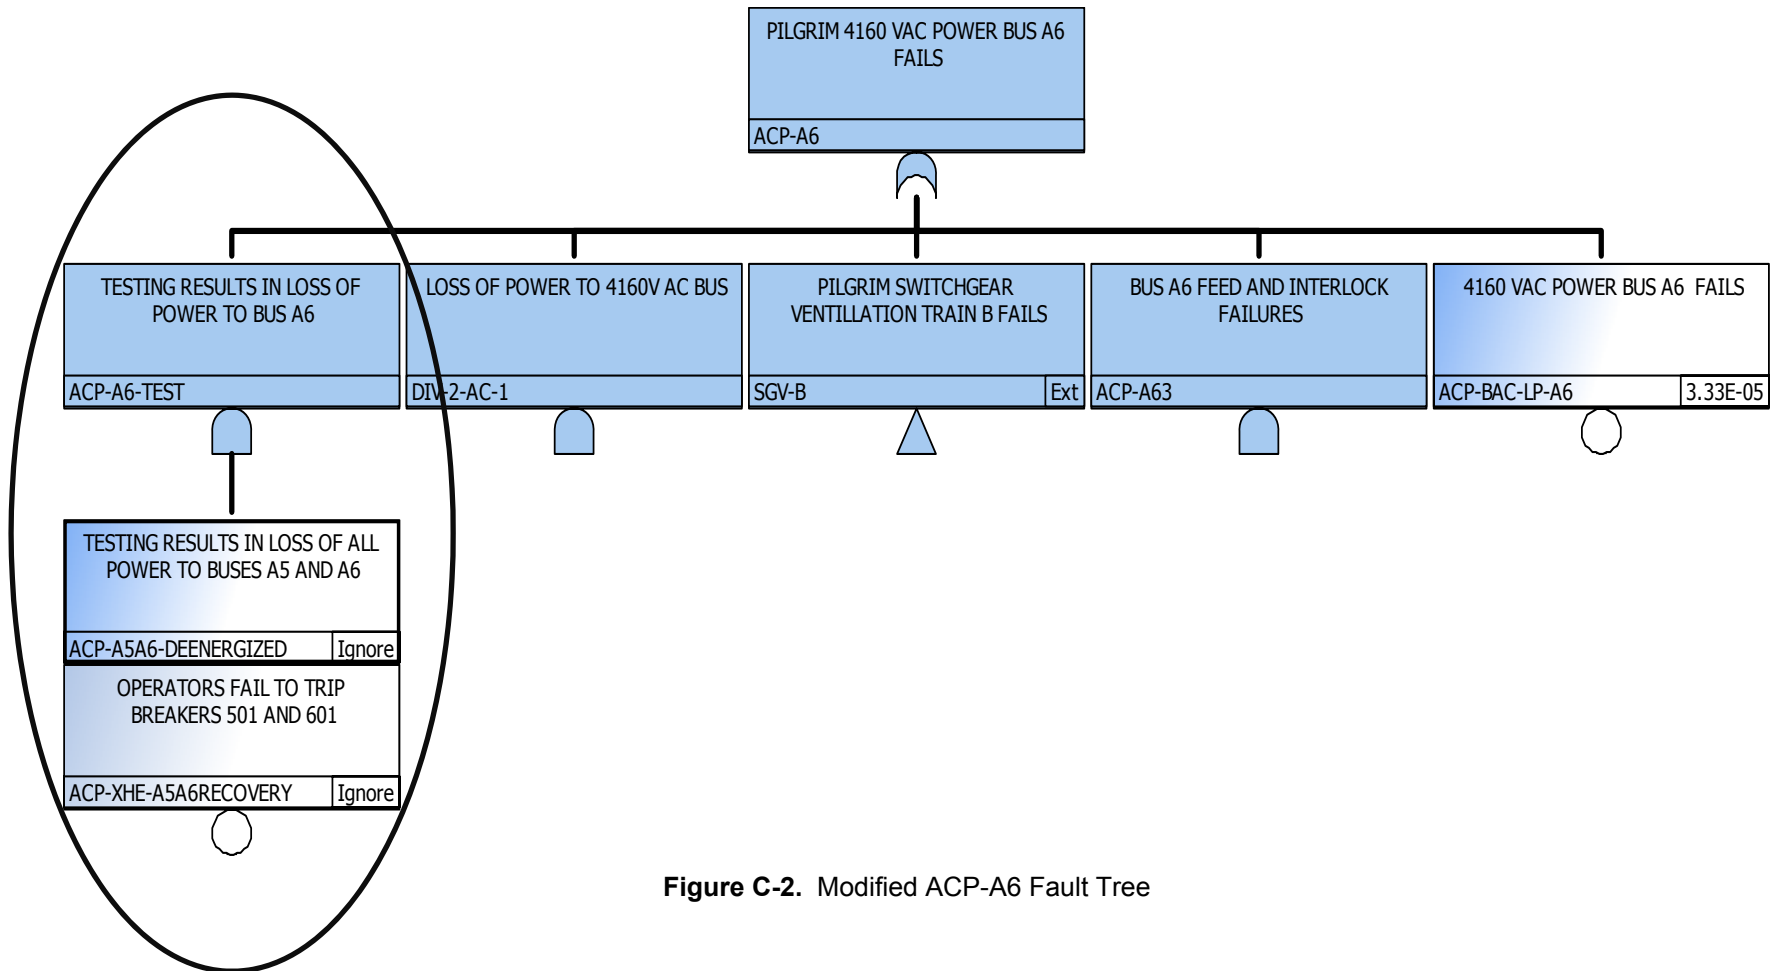 PILGRIM 4160 VAC POWER BUS A6
FAILS
ACP-A6
TESTING RESULTS IN LOSS OF
POWER TO BUS A6
ACP-A6-TEST
LOSS OF POWER TO 4160V AC BUS
DIV-2-AC-1
PILGRIM SWITCHGEAR
VENTILLATION TRAIN B FAILS
SGV-B
Ext
BUS A6 FEED AND INTERLOCK
FAILURES
ACP-A63
4160 VAC POWER BUS A6 FAILS
ACP-BAC-LP-A6
3.33E-05
TESTING RESULTS IN LOSS OF ALL
POWER TO BUSES A5 AND A6
ACP-A5A6-DEENERGIZED
Ignore
OPERATORS FAIL TO TRIP
BREAKERS 501 AND 601
ACP-XHE-A5A6RECOVERY
Ignore
Figure C-2. Modified ACP-A6 Fault Tree